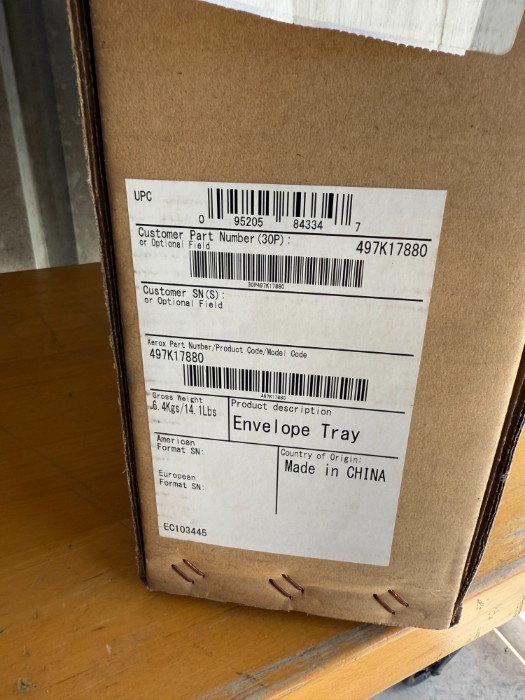 UPC
0 95205 84334 7
Customer Part Number(30P):
or Optional Field
497K17880
30P497K17880
Customer SN(S):
or Optional Field
Xerox Part Number/Product Code/Model Code
497K17880
497K17880
Gross Weight
6.4Kgs/14.1Lbs
Product description
Envelope Tray
American
Format SN:
European
Format SN:
Country of Origin:
Made in CHINA
EC103445